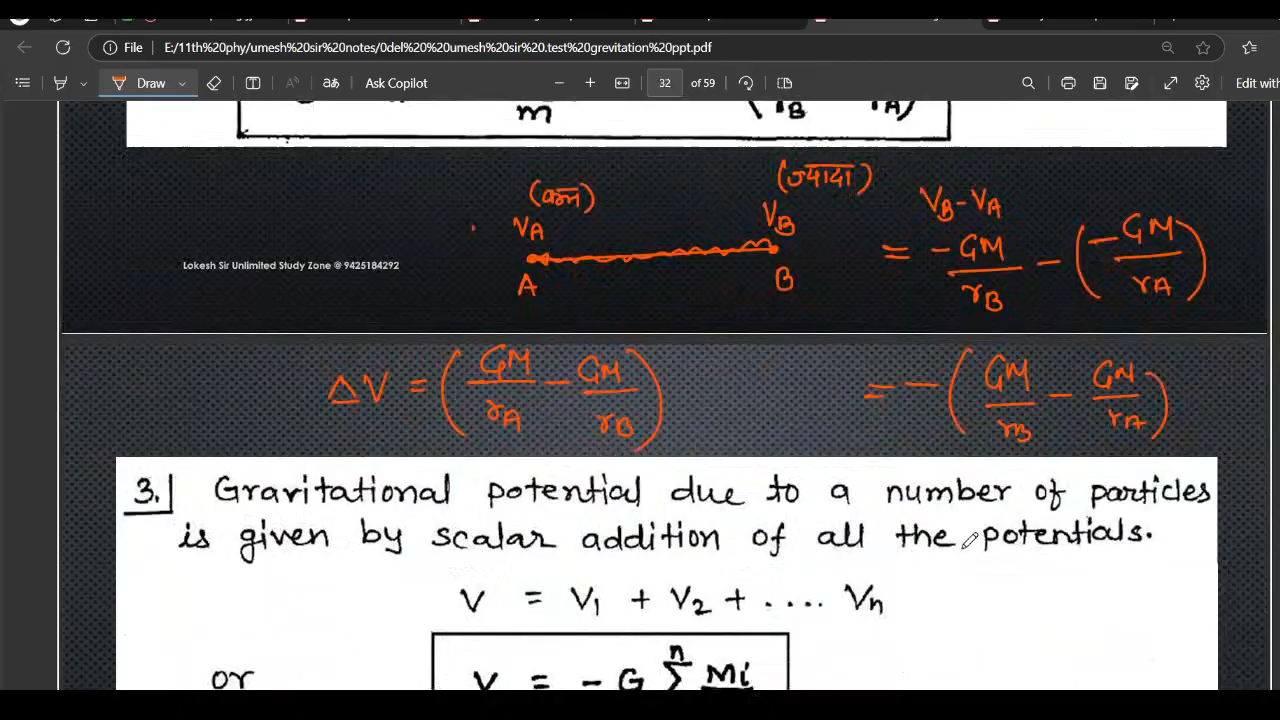 File E:/11th%20phy/umesh%20sir%20notes/0del%20%20umesh%20sir%20.test%20grevitation%20ppt.pdf
Draw Ask Copilot 32 of 59 Edit with
m
(कम) (ज्यादा)
VA VB VB - VA
A B = -GM/rB - (-GM/rA)
Lokesh Sir Unlimited Study Zone @ 9425184292
ΔV = (GM/rA - GM/rB) = -(GM/rB - GM/rA)
3. Gravitational potential due to a number of particles
is given by scalar addition of all the potentials.
V = V1 + V2 + .... Vn
or V = - G n∑ Mi